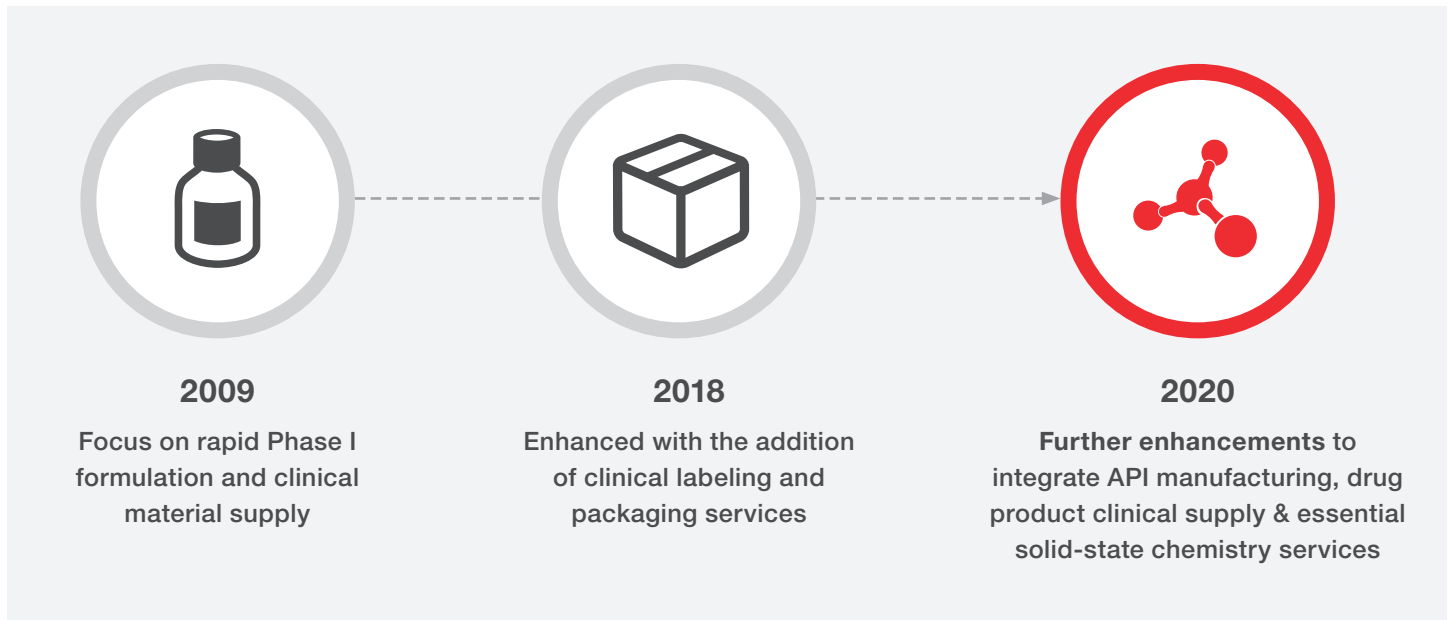 2009
Focus on rapid Phase I
formulation and clinical
material supply
2018
Enhanced with the addition
of clinical labeling and
packaging services
2020
Further enhancements to
integrate API manufacturing, drug
product clinical supply & essential
solid-state chemistry services